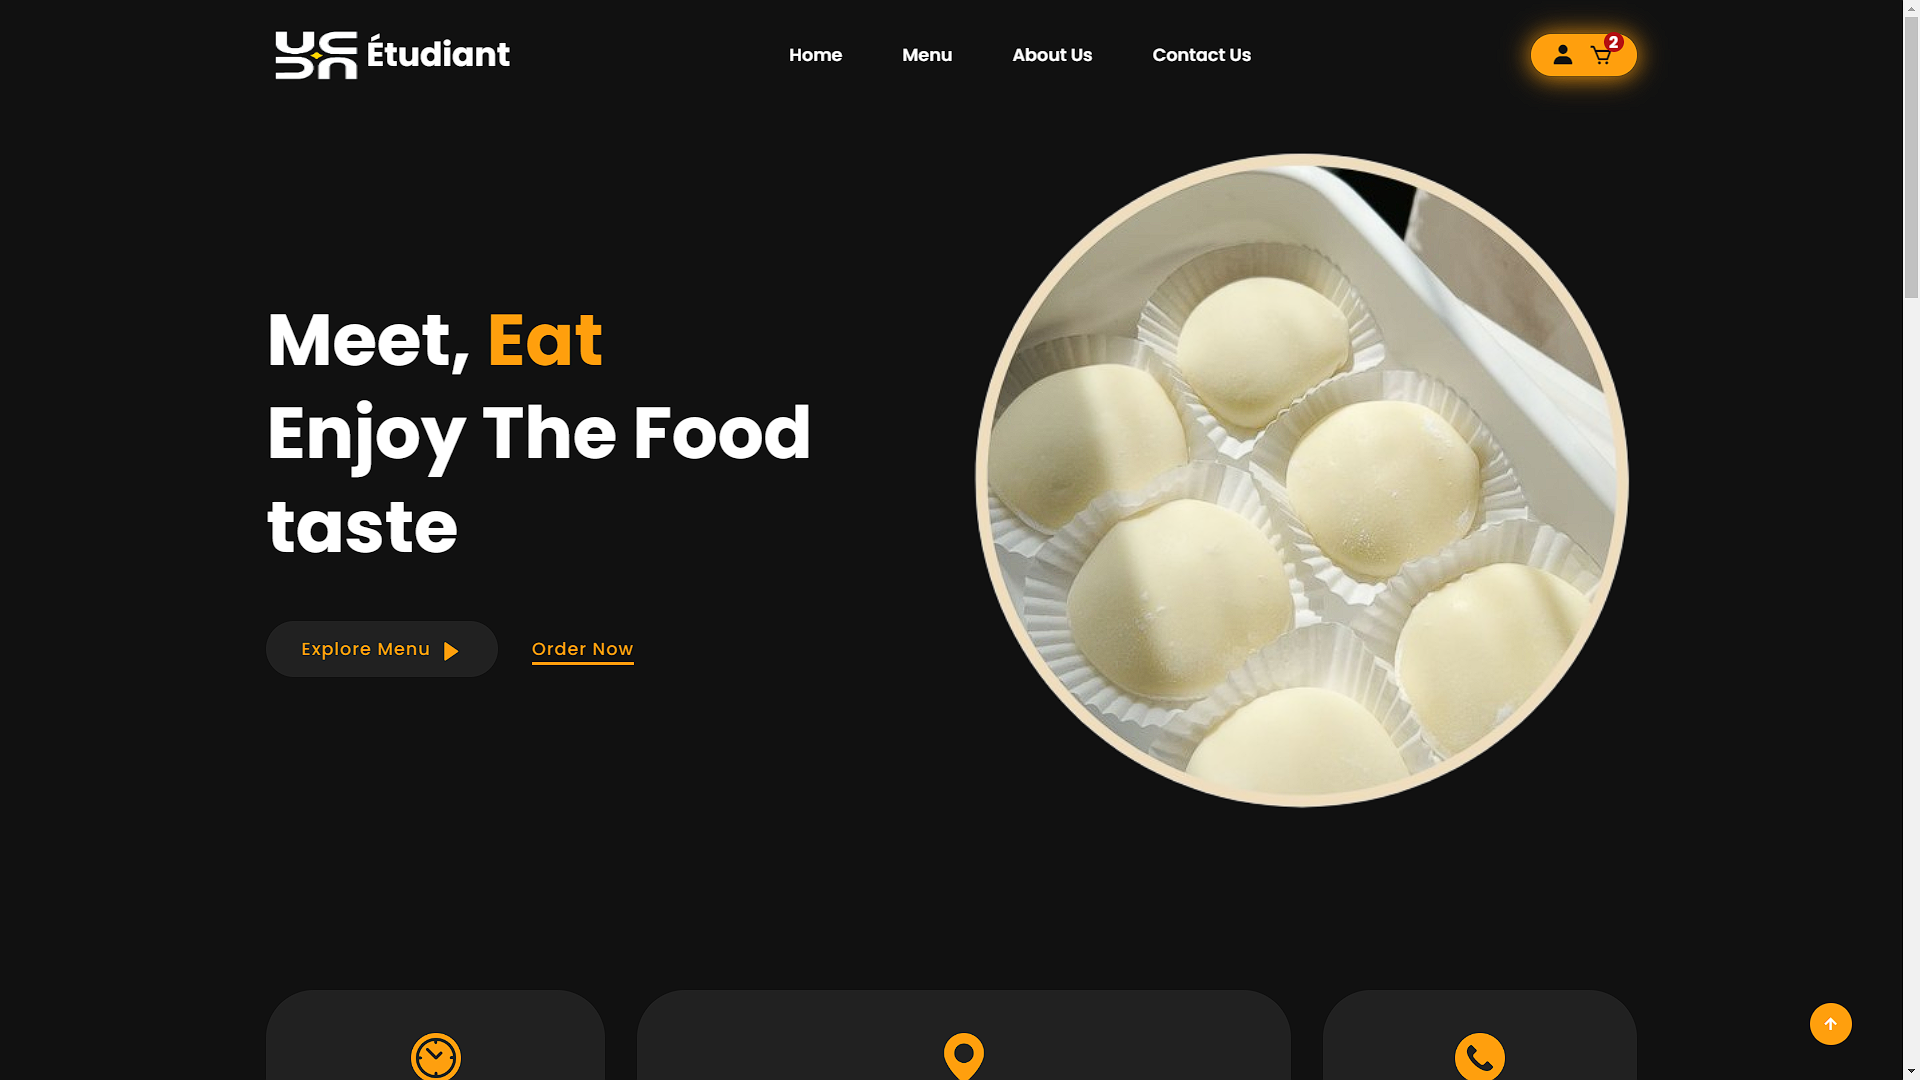 Étudiant
Home
Menu
About Us
Contact Us
2
Meet, Eat
Enjoy The Food
taste
Explore Menu
Order Now